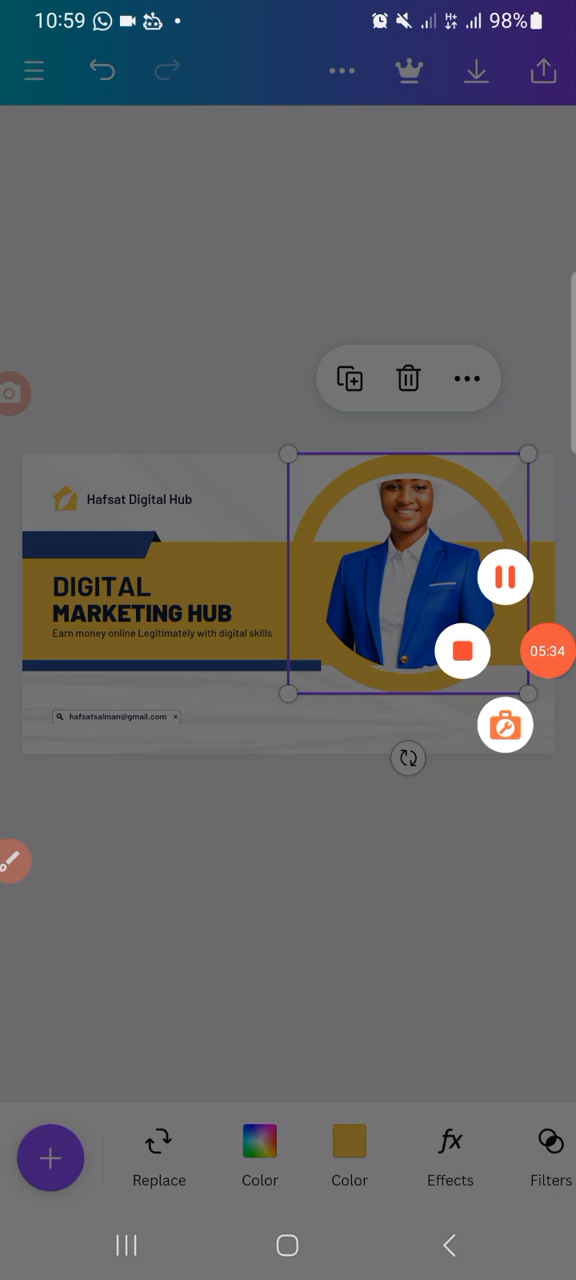 10:59
98%
Hafsat Digital Hub
DIGITAL
MARKETING HUB
Earn money online Legitimately with digital skills
hafsatsalman@gmail.com ×
05:34
Replace
Color
Color
fx
Effects
Filters